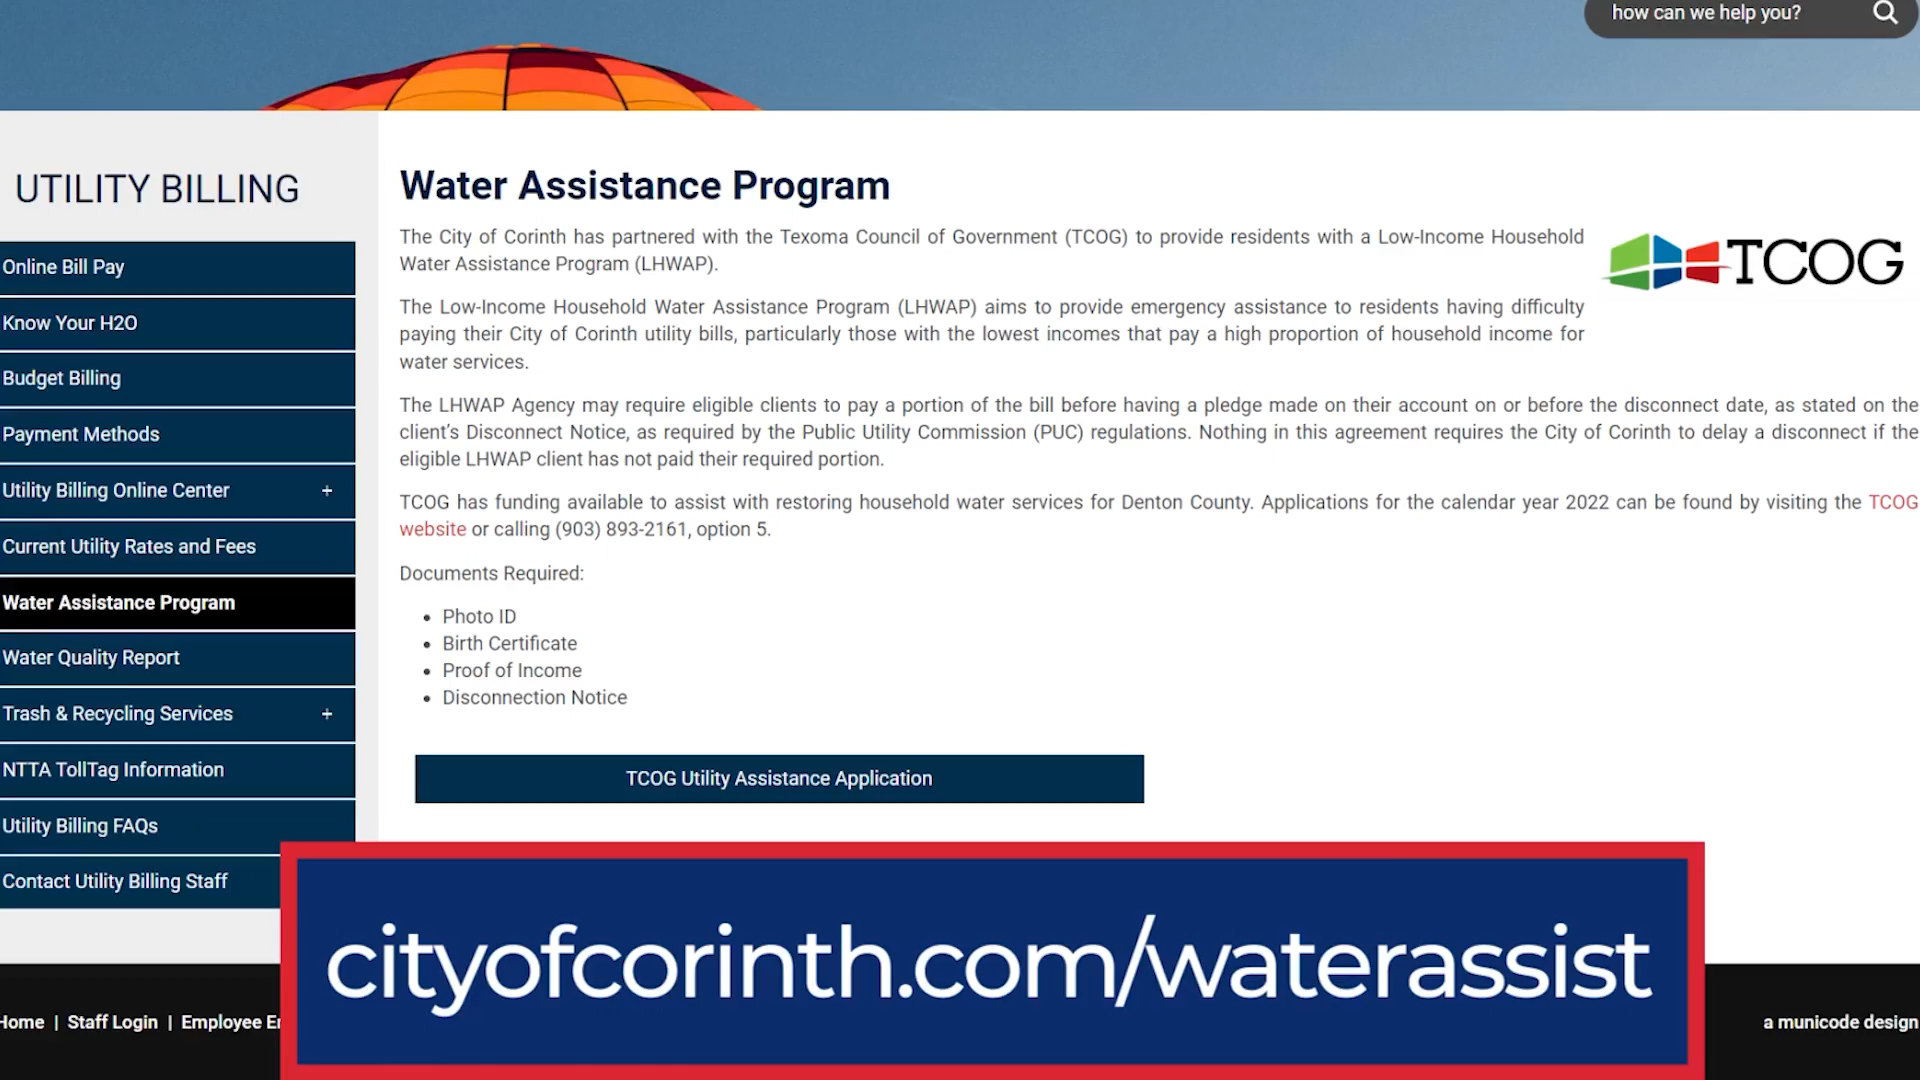 how can we help you?
UTILITY BILLING
Online Bill Pay
Know Your H2O
Budget Billing
Payment Methods
Utility Billing Online Center +
Current Utility Rates and Fees
Water Assistance Program
Water Quality Report
Trash & Recycling Services +
NTTA TollTag Information
Utility Billing FAQs
Contact Utility Billing Staff
Water Assistance Program
The City of Corinth has partnered with the Texoma Council of Government (TCOG) to provide residents with a Low-Income Household
Water Assistance Program (LHWAP).
TCOG
The Low-Income Household Water Assistance Program (LHWAP) aims to provide emergency assistance to residents having difficulty
paying their City of Corinth utility bills, particularly those with the lowest incomes that pay a high proportion of household income for
water services.
The LHWAP Agency may require eligible clients to pay a portion of the bill before having a pledge made on their account on or before the disconnect date, as stated on the
client's Disconnect Notice, as required by the Public Utility Commission (PUC) regulations. Nothing in this agreement requires the City of Corinth to delay a disconnect if the
eligible LHWAP client has not paid their required portion.
TCOG has funding available to assist with restoring household water services for Denton County. Applications for the calendar year 2022 can be found by visiting the TCOG
website or calling (903) 893-2161, option 5.
Documents Required:
• Photo ID
• Birth Certificate
• Proof of Income
• Disconnection Notice
TCOG Utility Assistance Application
cityofcorinth.com/waterassist
Home | Staff Login | Employee
a municode design